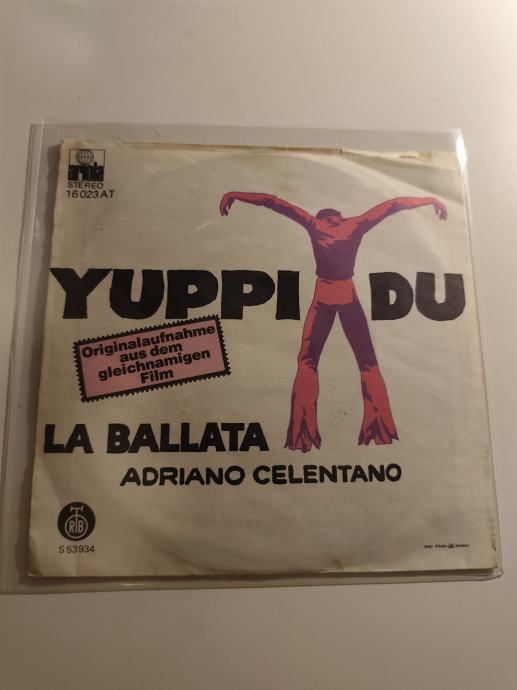 ariola
STEREO
16 023 AT
YUPPI DU
Originalaufnahme
aus dem
gleichnamigen
Film
LA BALLATA
ADRIANO CELENTANO
RTB
S 53934